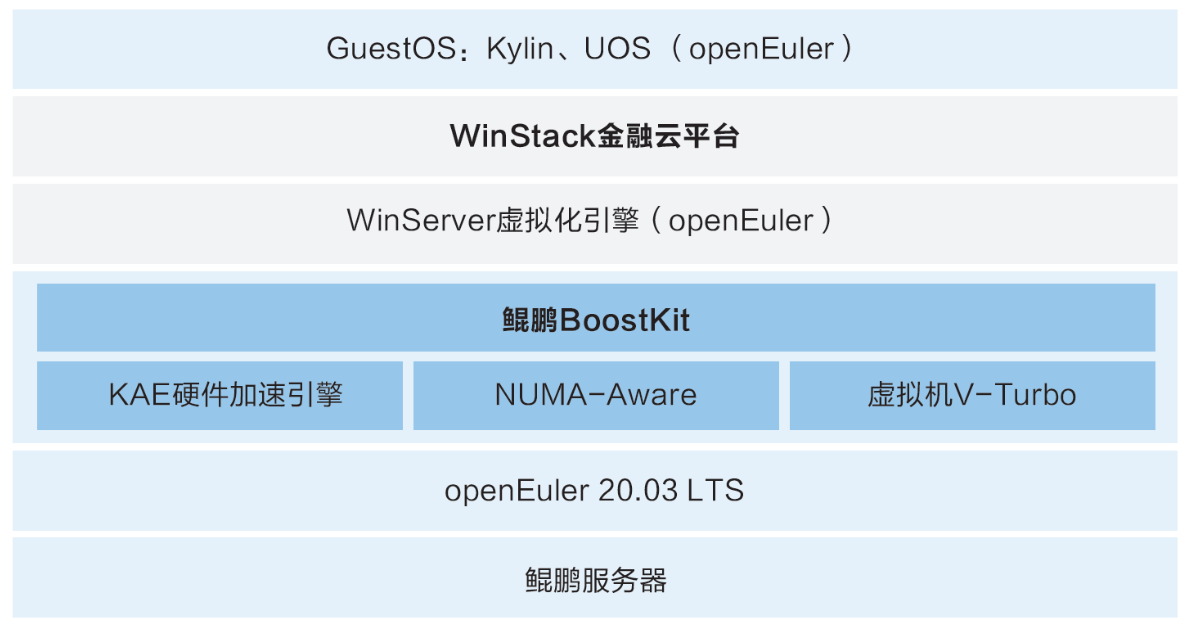 GuestOS：Kylin、UOS（openEuler）
WinStack金融云平台
WinServer虚拟化引擎（openEuler）
鲲鹏BoostKit
KAE硬件加速引擎
NUMA-Aware
虚拟机V-Turbo
openEuler 20.03 LTS
鲲鹏服务器